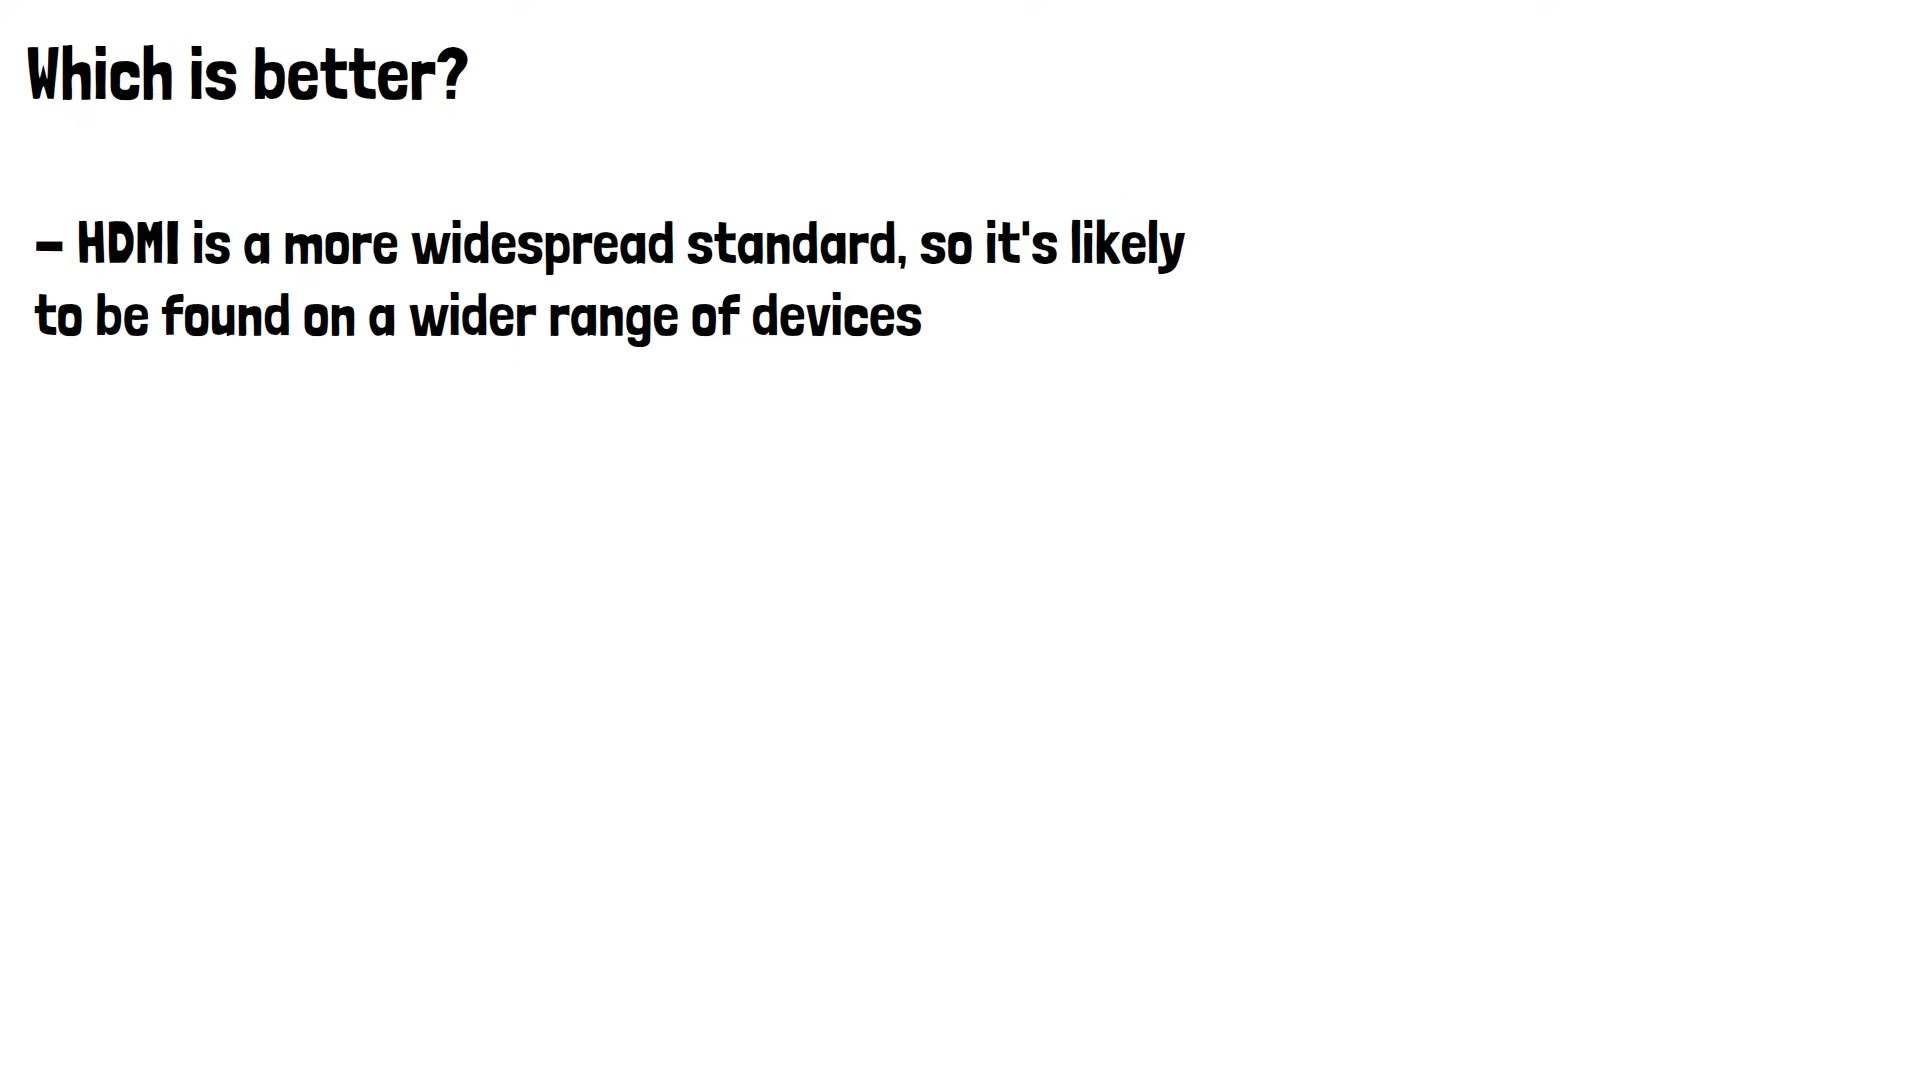 Which is better?
- HDMI is a more widespread standard, so it's likely
to be found on a wider range of devices